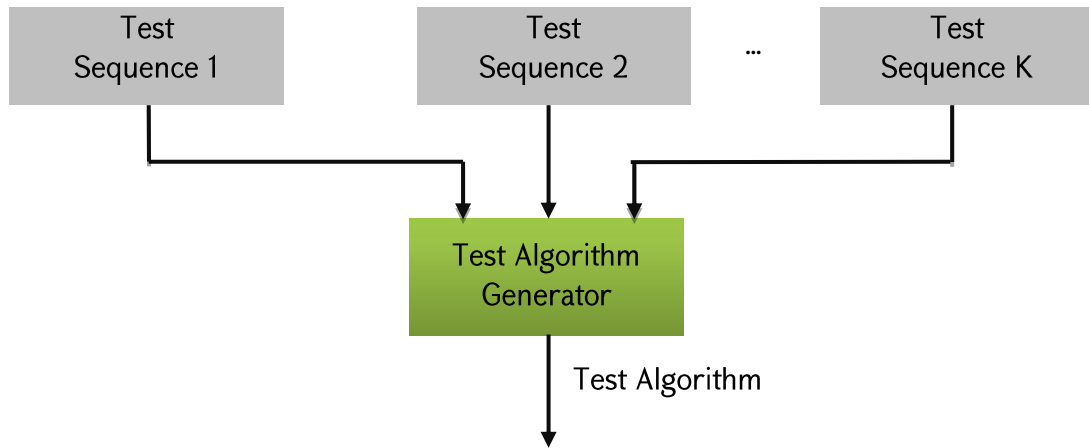 Test
Sequence 1
Test
Sequence 2
...
Test
Sequence K
Test Algorithm
Generator
Test Algorithm